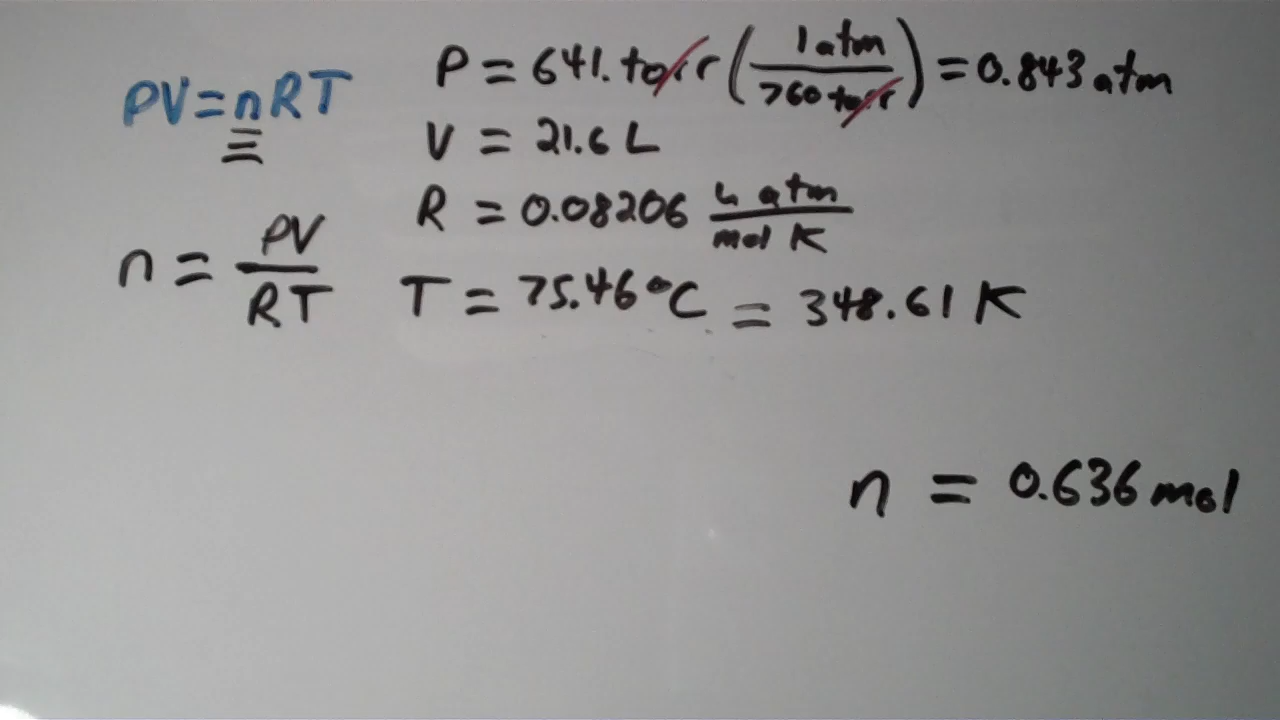 PV=nRT
P = 641. torr (1 atm / 760 torr) = 0.843 atm
V = 21.6 L
R = 0.08206 L atm / mol K
n = PV / RT
T = 75.46°C = 348.61 K
n = 0.636 mol